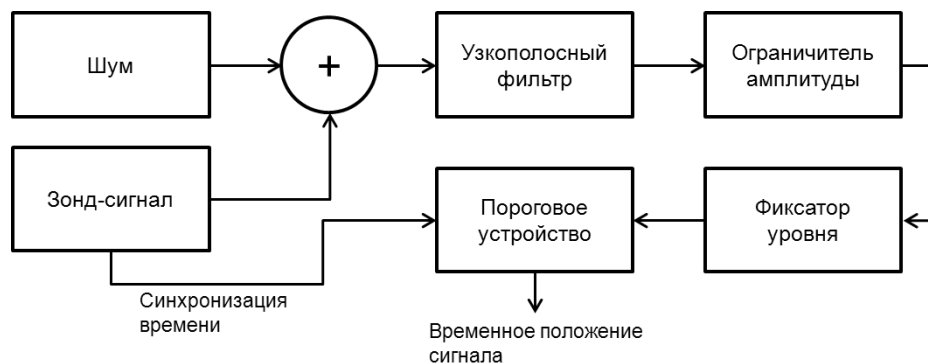 Шум
+
Узкополосный
фильтр
Ограничитель
амплитуды
Зонд-сигнал
Пороговое
устройство
Фиксатор
уровня
Синхронизация
времени
Временное положение
сигнала